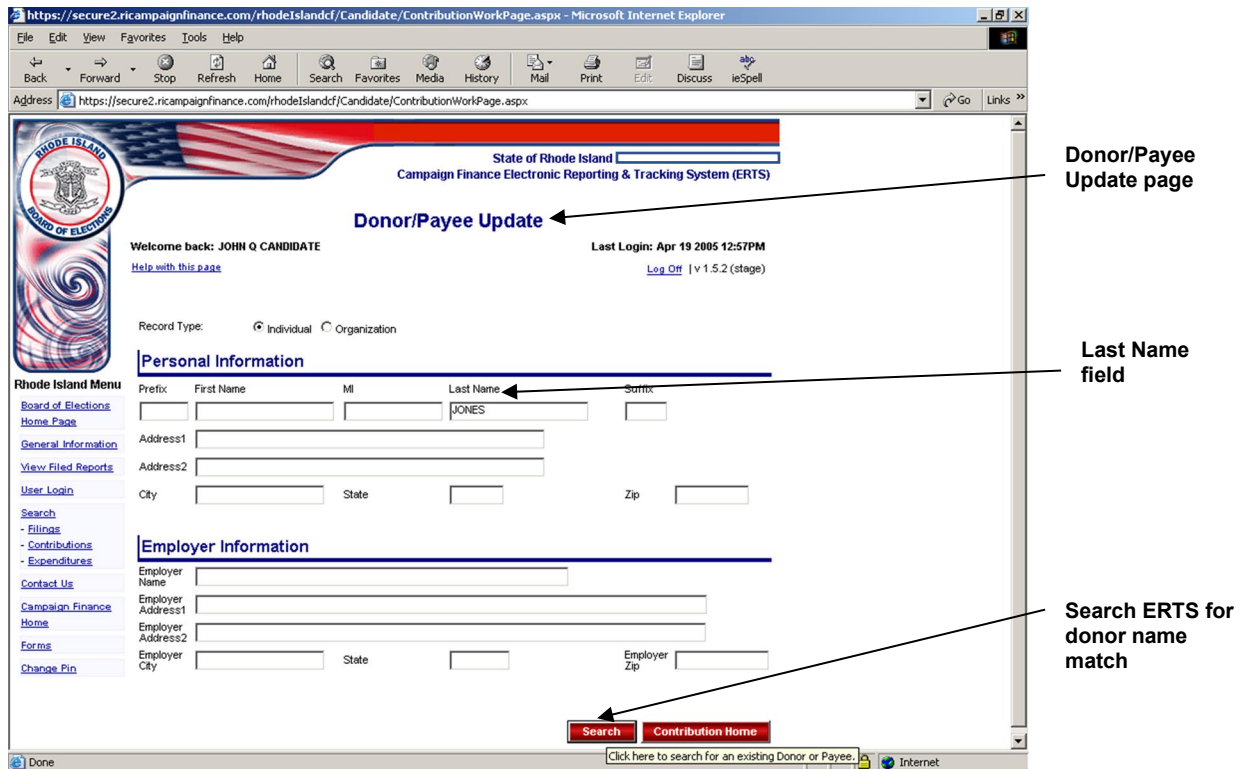 https://secure2.ricampaignfinance.com/rhodeIslandcf/Candidate/ContributionWorkPage.aspx - Microsoft Internet Explorer
File Edit View Favorites Tools Help
Back Forward Stop Refresh Home Search Favorites Media History Mail Print Edit Discuss ieSpell
Address https://secure2.ricampaignfinance.com/rhodeIslandcf/Candidate/ContributionWorkPage.aspx Go Links »
RHODE ISLAND
BOARD OF ELECTIONS
State of Rhode Island
Campaign Finance Electronic Reporting & Tracking System (ERTS)
Donor/Payee Update
Welcome back: JOHN Q CANDIDATE Last Login: Apr 19 2005 12:57PM
Help with this page Log Off | v 1.5.2 (stage)
Record Type: Individual Organization
Personal Information
Prefix First Name MI Last Name Suffix
JONES
Address1
Address2
City State Zip
Employer Information
Employer Name
Employer Address1
Employer Address2
Employer City State Employer Zip
Search Contribution Home
Click here to search for an existing Donor or Payee.
Rhode Island Menu
Board of Elections
Home Page
General Information
View Filed Reports
User Login
Search
- Filings
- Contributions
- Expenditures
Contact Us
Campaign Finance
Home
Forms
Change Pin
Done Internet
Donor/Payee
Update page
Last Name
field
Search ERTS for
donor name
match